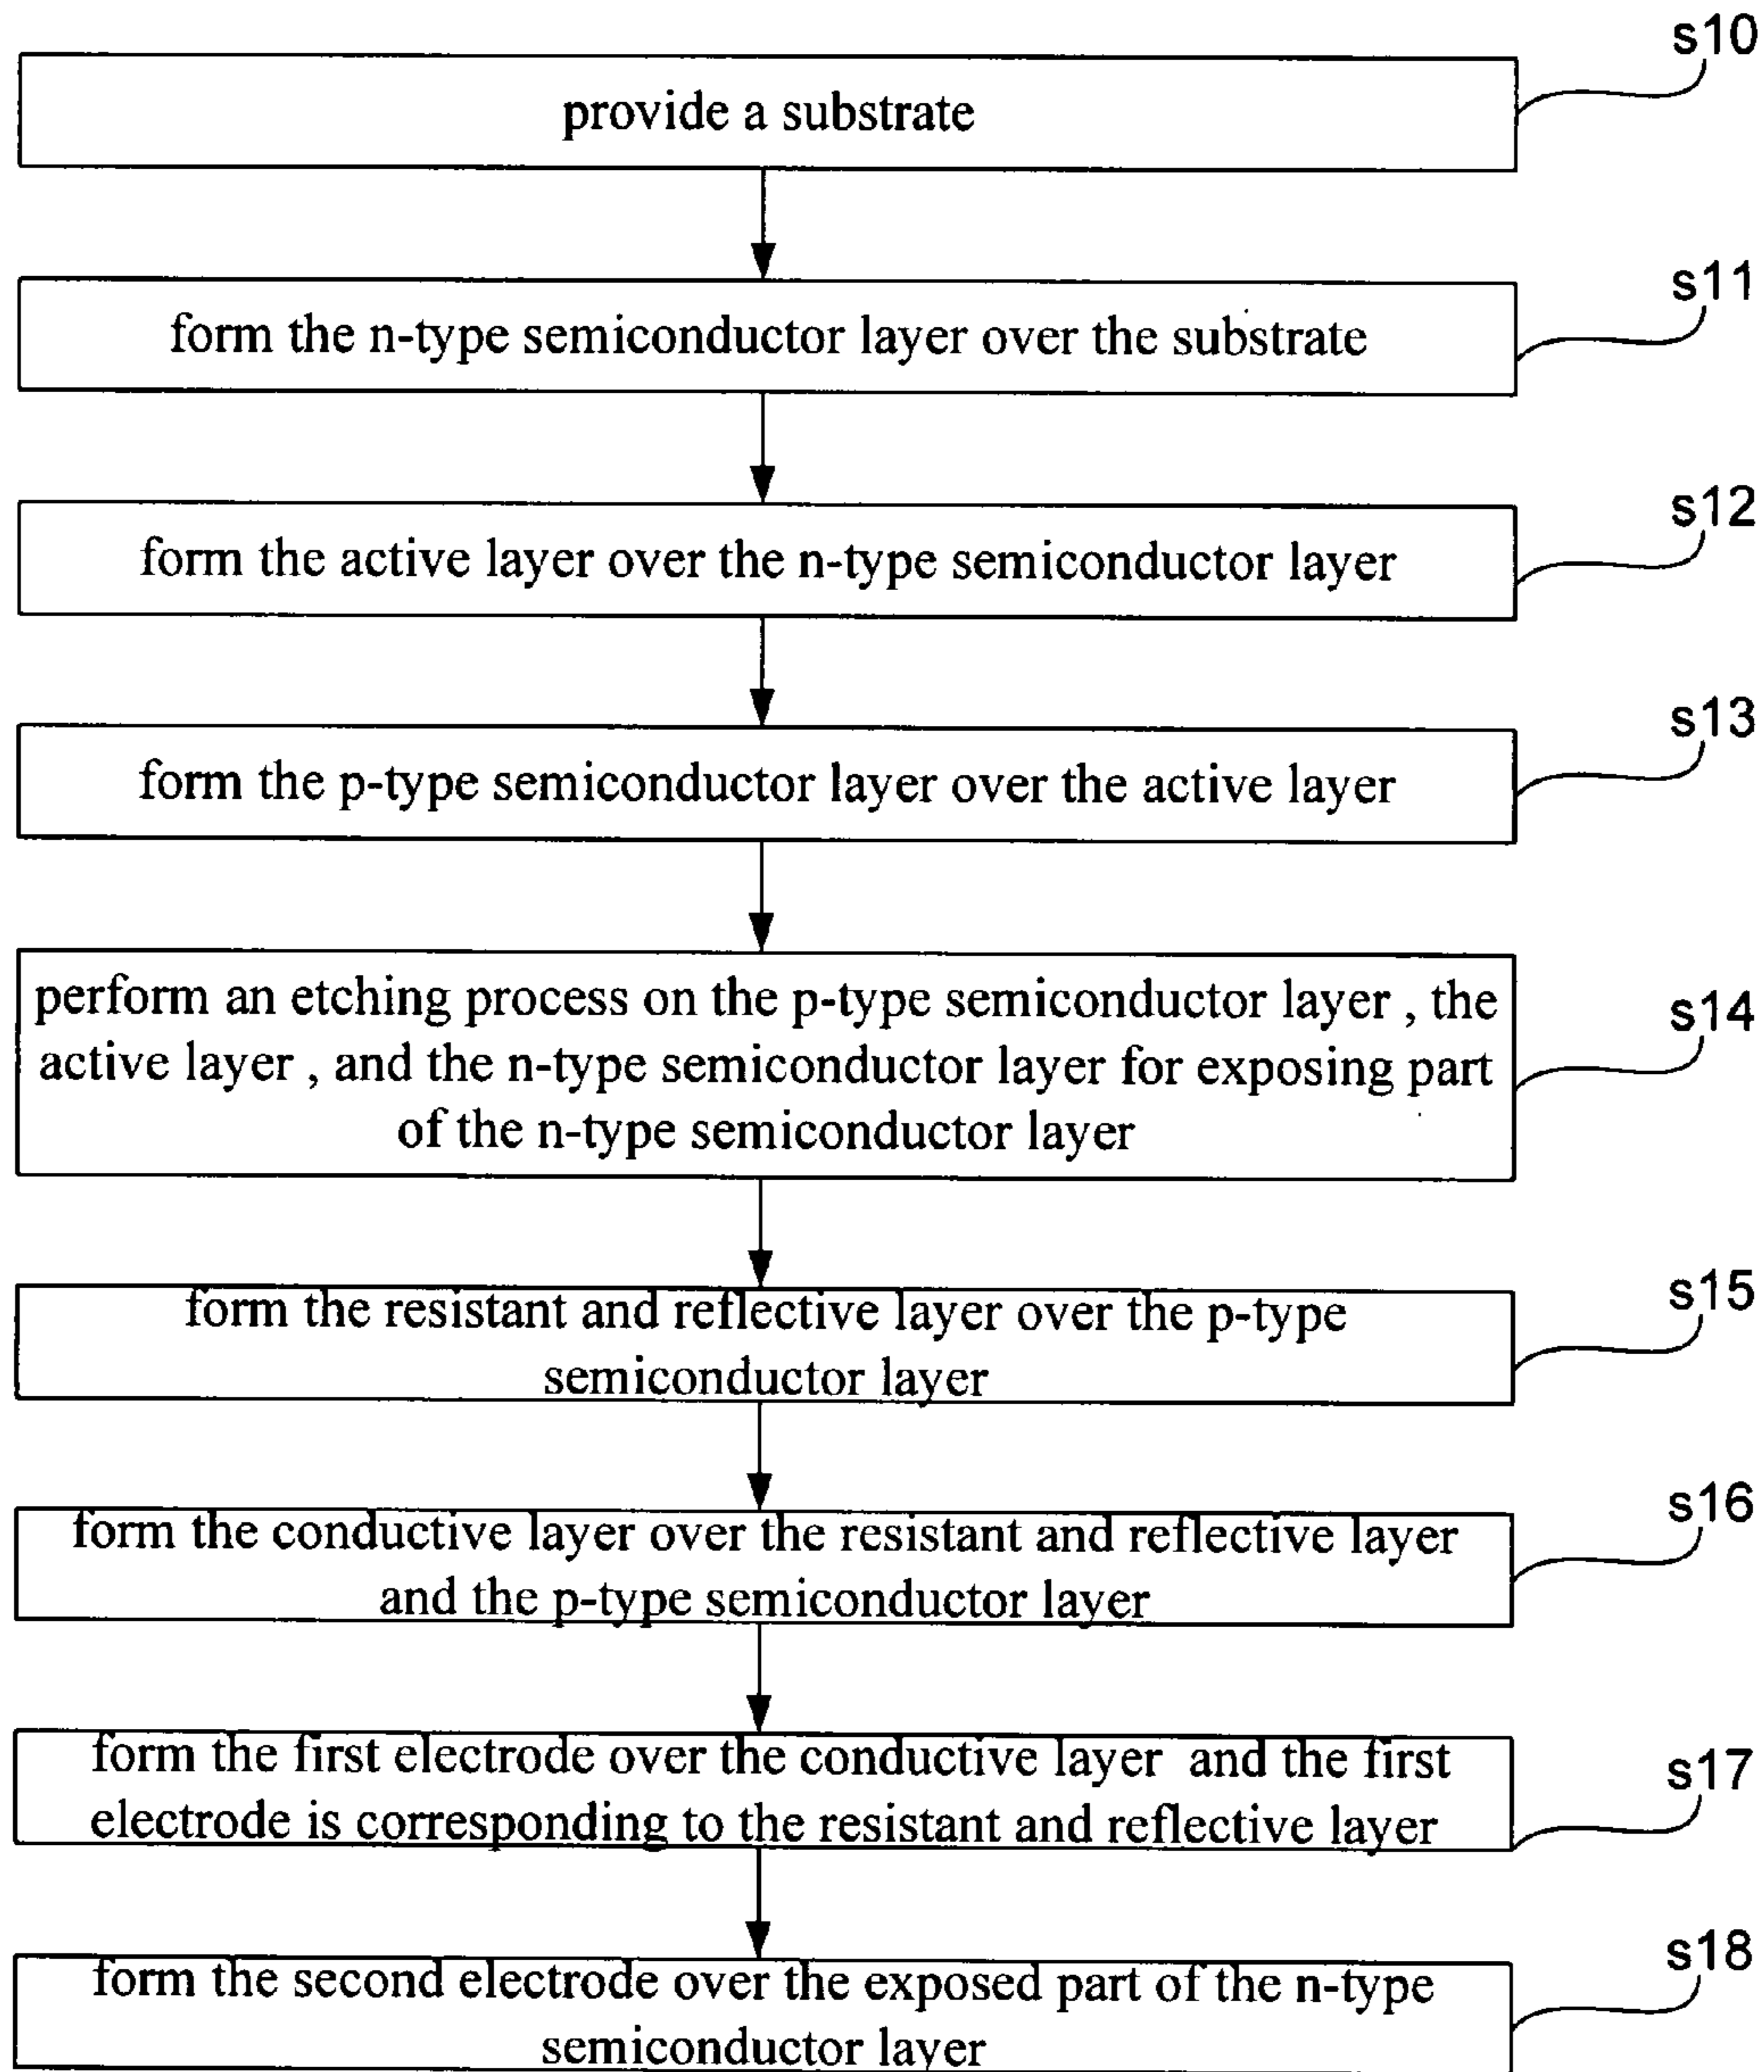 s10
provide a substrate
s11
form the n-type semiconductor layer over the substrate
s12
form the active layer over the n-type semiconductor layer
s13
form the p-type semiconductor layer over the active layer
s14
perform an etching process on the p-type semiconductor layer , the
active layer , and the n-type semiconductor layer for exposing part
of the n-type semiconductor layer
s15
form the resistant and reflective layer over the p-type
semiconductor layer
s16
form the conductive layer over the resistant and reflective layer
and the p-type semiconductor layer
s17
form the first electrode over the conductive layer and the first
electrode is corresponding to the resistant and reflective layer
s18
form the second electrode over the exposed part of the n-type
semiconductor layer